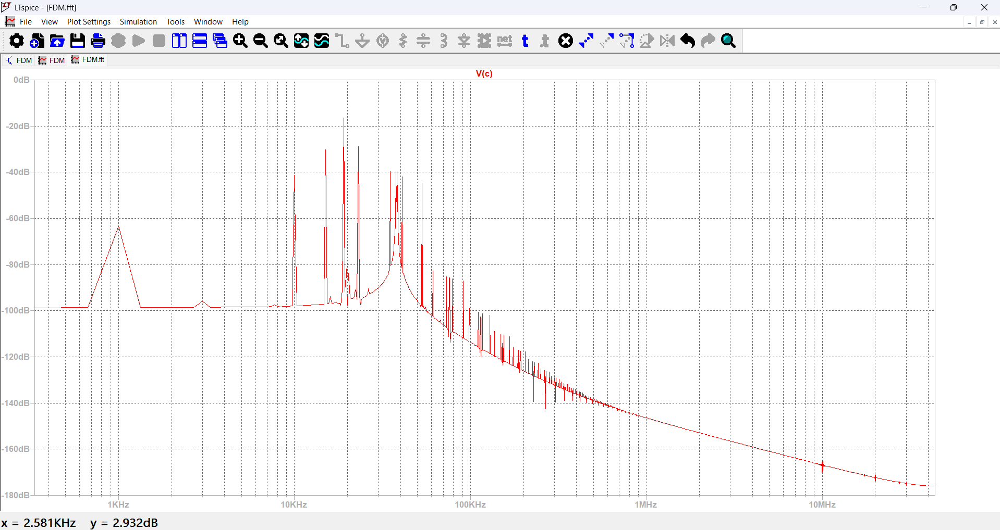 LTspice - [FDM.fft]
File View Plot Settings Simulation Tools Window Help
net t .t
FDM FDM FDM.fft
V(c)
0dB
-20dB
-40dB
-60dB
-80dB
-100dB
-120dB
-140dB
-160dB
-180dB
1KHz 10KHz 100KHz 1MHz 10MHz
x = 2.581KHz y = 2.932dB